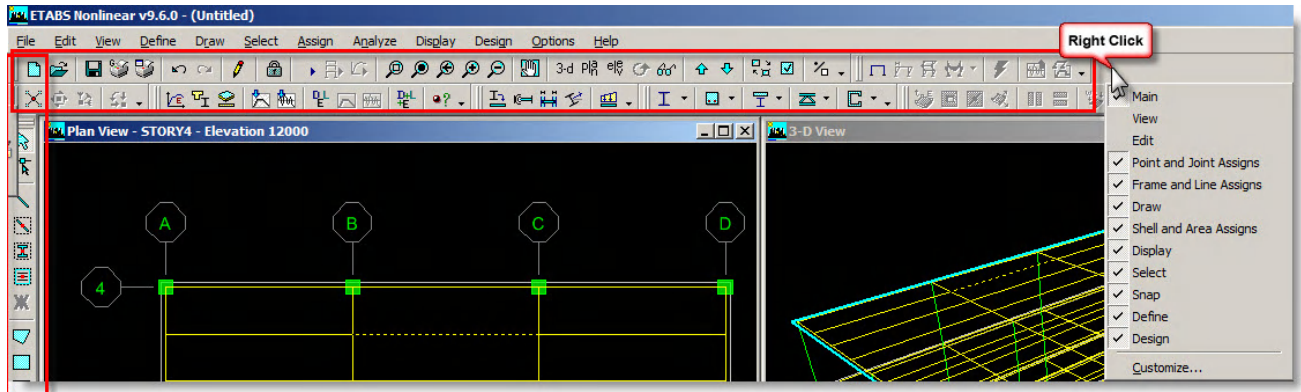 ETABS Nonlinear v9.6.0 - (Untitled)
File Edit View Define Draw Select Assign Analyze Display Design Options Help
Right Click
3-d
Main
View
Edit
Point and Joint Assigns
Frame and Line Assigns
Draw
Shell and Area Assigns
Display
Select
Snap
Define
Design
Customize...
Plan View - STORY4 - Elevation 12000
3-D View
A B C D
4